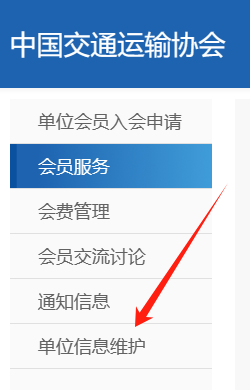 中国交通运输协会
单位会员入会申请
会员服务
会费管理
会员交流讨论
通知信息
单位信息维护